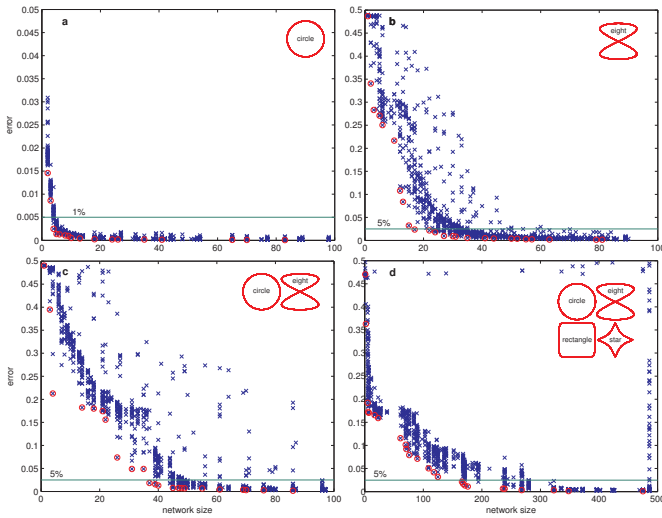 0.05
0.045
0.04
0.035
0.03
0.025
0.02
0.015
0.01
0.005
0
error
a
circle
1%
0 20 40 60 80 100
0.5
0.45
0.4
0.35
0.3
0.25
0.2
0.15
0.1
0.05
0
b
eight
5%
0 20 40 60 80 100
0.5
0.45
0.4
0.35
0.3
0.25
0.2
0.15
0.1
0.05
0
error
c
circle eight
5%
0 20 40 60 80 100
network size
0.5
0.45
0.4
0.35
0.3
0.25
0.2
0.15
0.1
0.05
0
d
circle eight
rectangle star
5%
0 100 200 300 400 500
network size